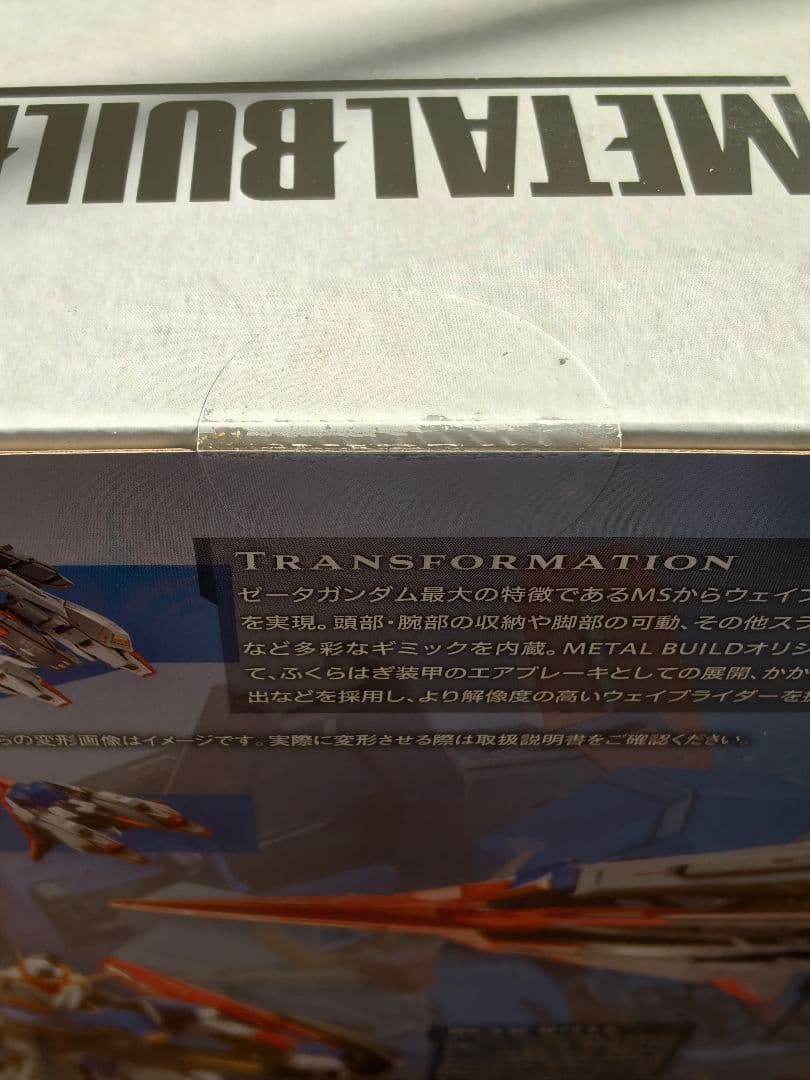 METAL BUIL
TRANSFORMATION
ゼータガンダム最大の特徴であるMSからウェイブ
を実現。頭部・腕部の収納や脚部の可動、その他スラ
など多彩なギミックを内蔵。METAL BUILDオリジ
て、ふくらはぎ装甲のエアブレーキとしての展開、かか
出などを採用し、より解像度の高いウェイブライダーを
らの変形画像はイメージです。実際に変形させる際は取扱説明書をご確認ください。